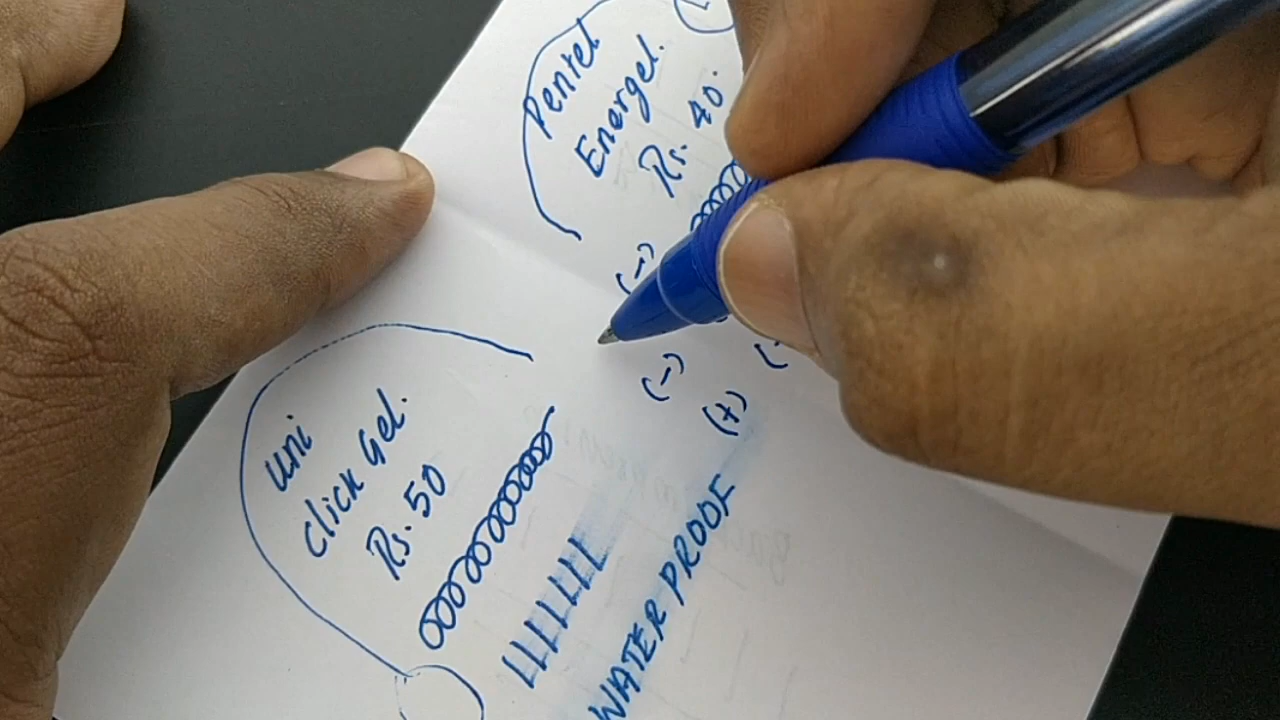 Pentel
Energel.
Rs. 40.
(-)
(-)
(+)
uni
Click Gel.
Rs. 50
WATER PROOF